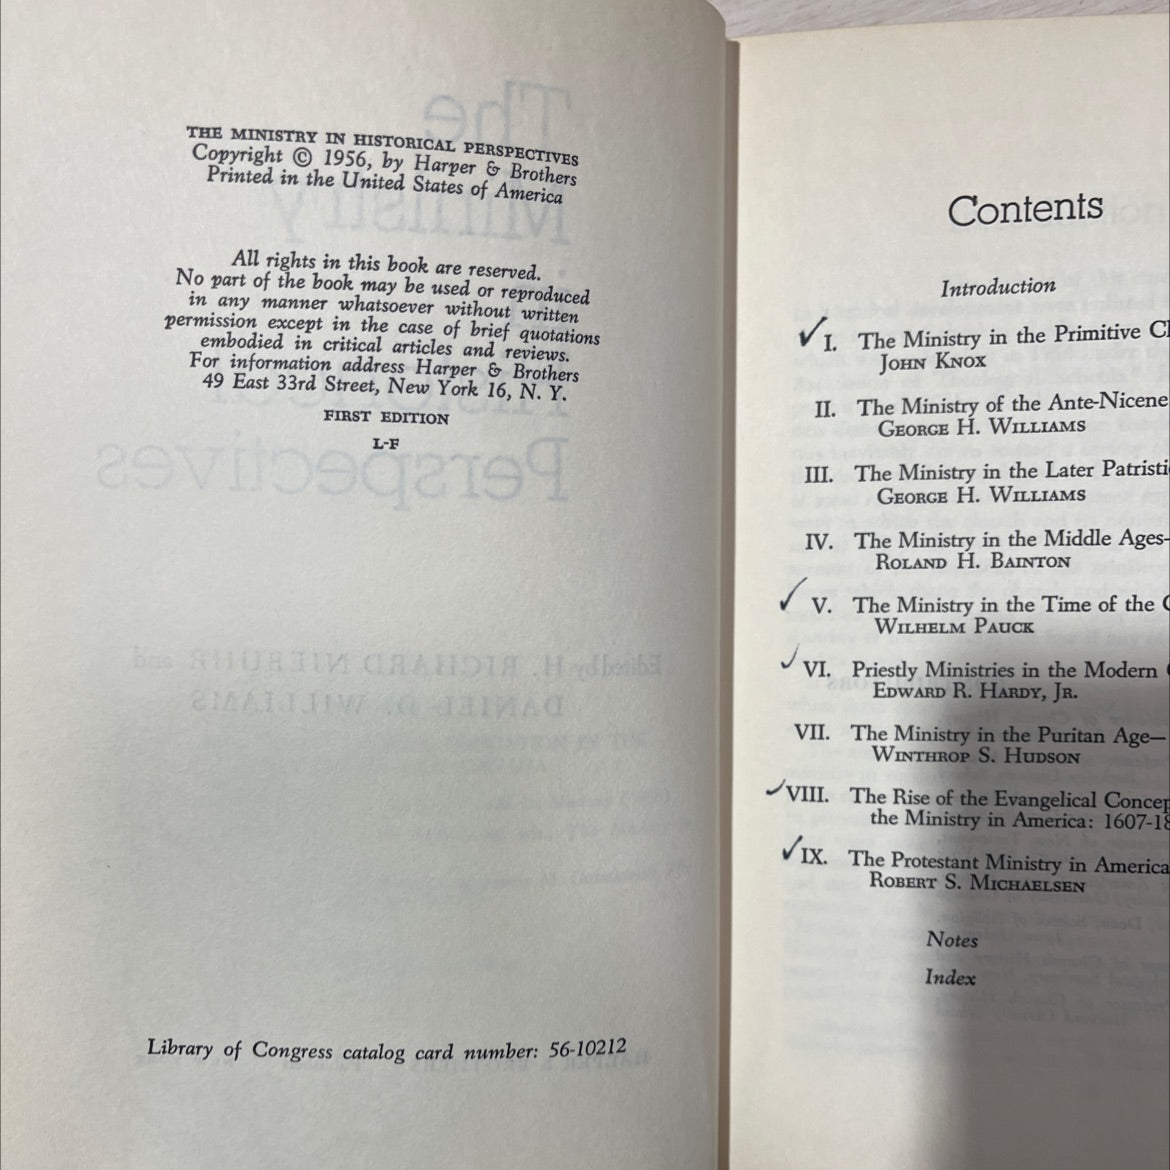 THE MINISTRY IN HISTORICAL PERSPECTIVES
Copyright © 1956, by Harper & Brothers
Printed in the United States of America
All rights in this book are reserved.
No part of the book may be used or reproduced
in any manner whatsoever without written
permission except in the case of brief quotations
embodied in critical articles and reviews.
For information address Harper & Brothers
49 East 33rd Street, New York 16, N. Y.
FIRST EDITION
L-F
Library of Congress catalog card number: 56-10212
Contents
Introduction
I. The Ministry in the Primitive
JOHN KNOX
II. The Ministry of the Ante-Nicene
GEORGE H. WILLIAMS
III. The Ministry in the Later Patristi
GEORGE H. WILLIAMS
IV. The Ministry in the Middle Ages-
ROLAND H. BAINTON
V. The Ministry in the Time of the
WILHELM PAUCK
VI. Priestly Ministries in the Modern
EDWARD R. HARDY, JR.
VII. The Ministry in the Puritan Age—
WINTHROP S. HUDSON
VIII. The Rise of the Evangelical Concep
the Ministry in America: 1607-18
IX. The Protestant Ministry in America
ROBERT S. MICHAELSEN
Notes
Index